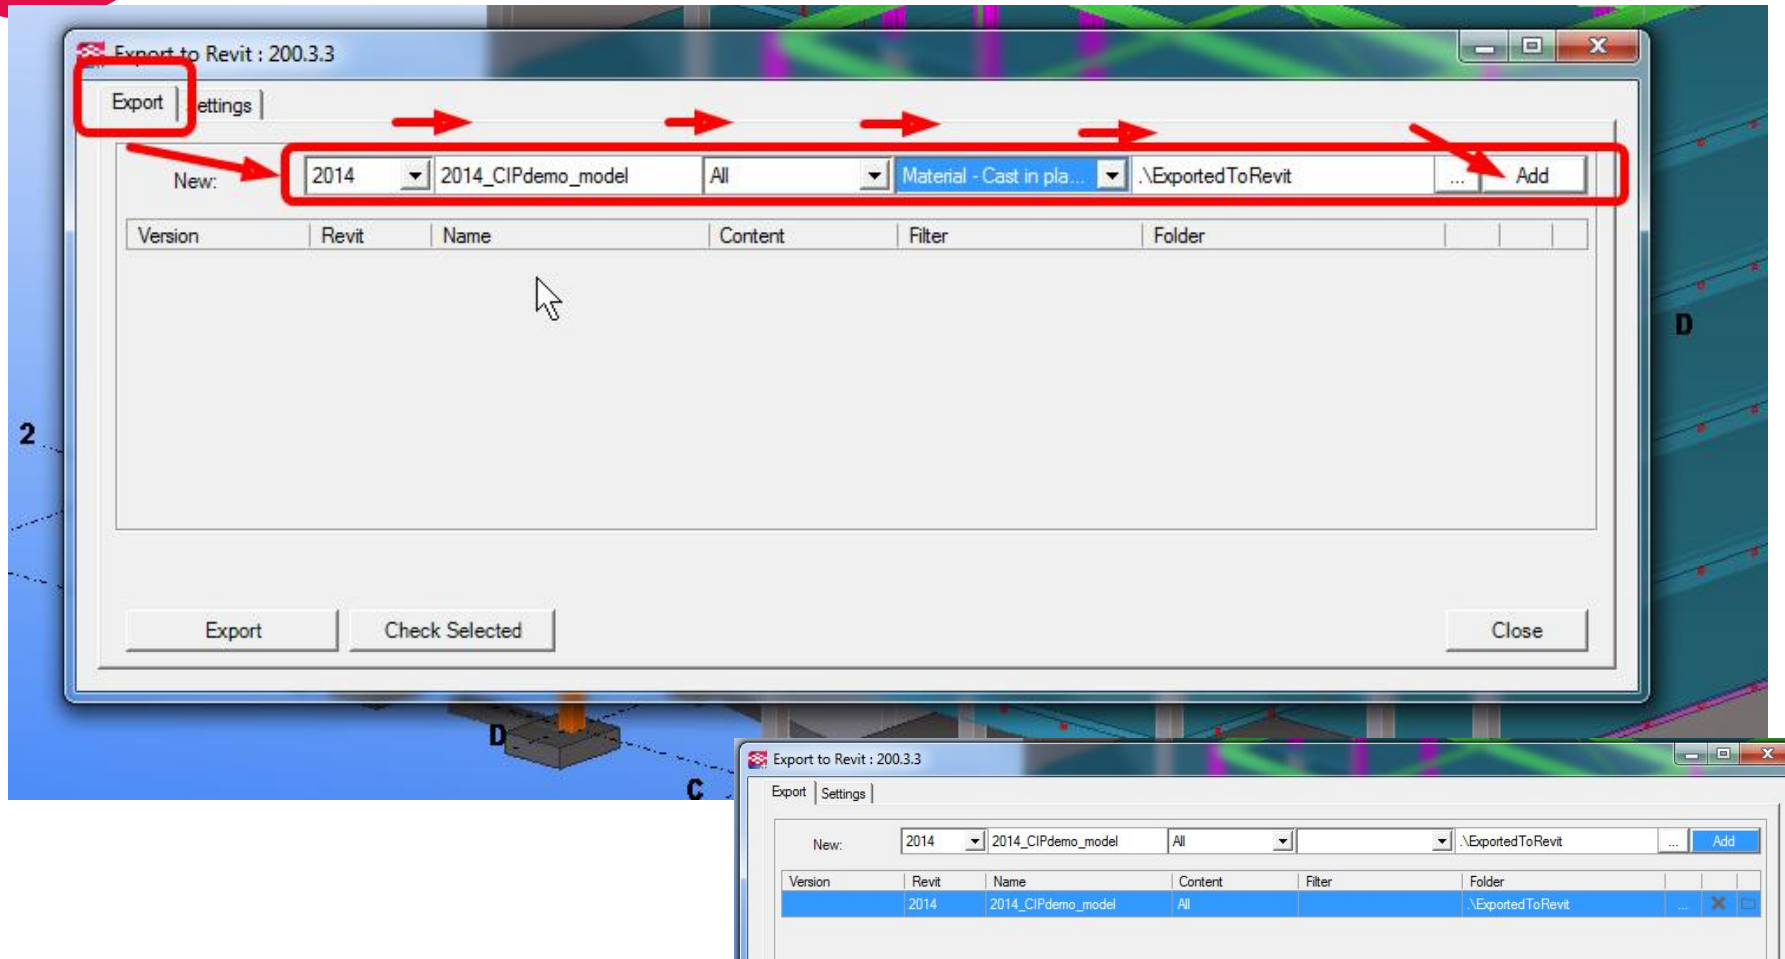 Export to Revit : 200.3.3
Export ettings
New: 2014 2014_CIPdemo_model All Material - Cast in pla... .\ExportedToRevit ... Add
Version Revit Name Content Filter Folder
D
2
Export Check Selected Close
D
C
Export to Revit : 200.3.3
Export Settings
New: 2014 2014_CIPdemo_model All .\ExportedToRevit ... Add
Version Revit Name Content Filter Folder
2014 2014_CIPdemo_model All .\ExportedToRevit ...